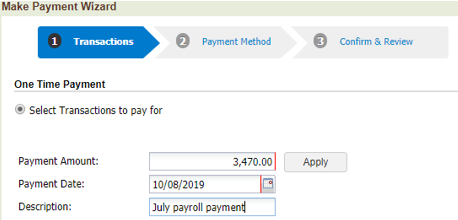 Make Payment Wizard
1 Transactions 2 Payment Method 3 Confirm & Review
One Time Payment
Select Transactions to pay for
Payment Amount: 3,470.00 Apply
Payment Date: 10/08/2019
Description: July payroll payment